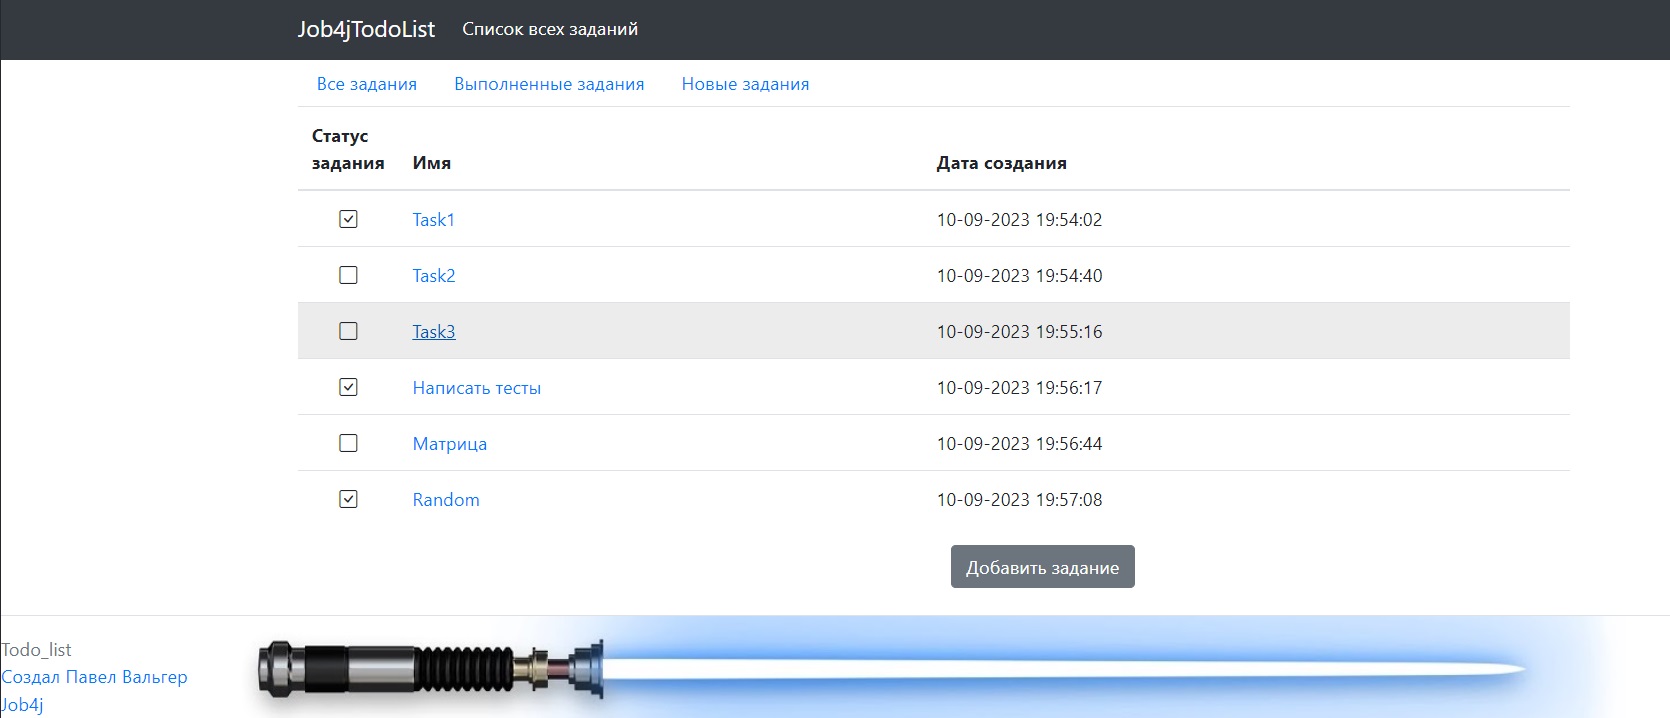 Job4jTodoList Список всех заданий
Все задания Выполненные задания Новые задания
Статус задания Имя Дата создания
Task1 10-09-2023 19:54:02
Task2 10-09-2023 19:54:40
Task3 10-09-2023 19:55:16
Написать тесты 10-09-2023 19:56:17
Матрица 10-09-2023 19:56:44
Random 10-09-2023 19:57:08
Добавить задание
Todo_list
Создал Павел Вальгер
Job4j